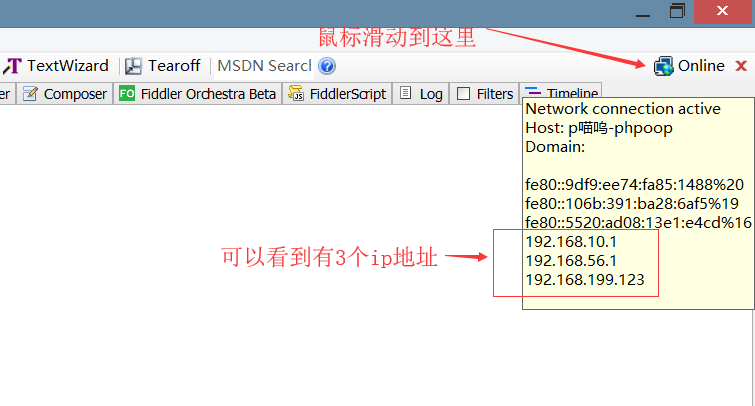 鼠标滑动到这里
TextWizard
Tearoff
MSDN Search
Online
er
Composer
FO
Fiddler Orchestra Beta
FiddlerScript
Log
Filters
Timeline
Network connection active
Host: p喵呜-phpoop
Domain:
fe80::9df9:ee74:fa85:1488%20
fe80::106b:391:ba28:6af5%19
fe80::5520:ad08:13e1:e4cd%16
192.168.10.1
192.168.56.1
192.168.199.123
可以看到有3个ip地址